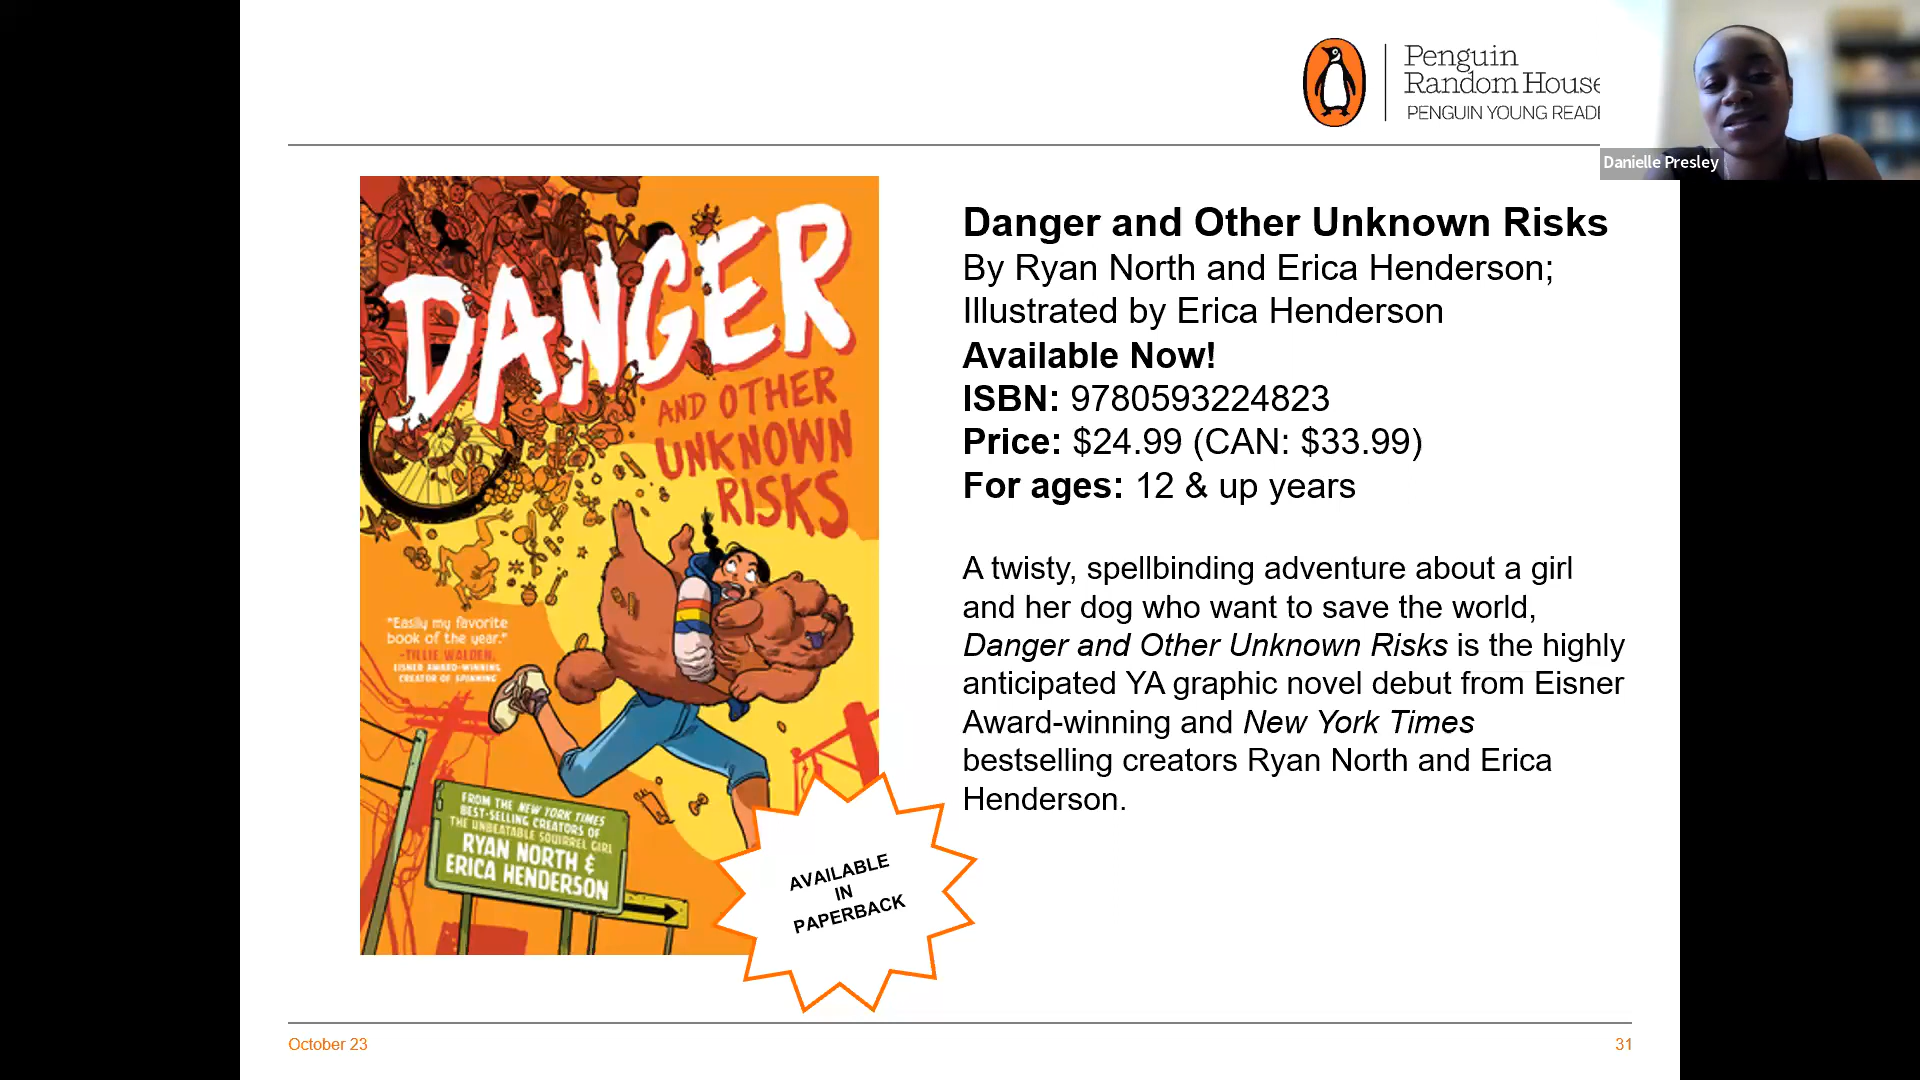 Penguin
Random House
PENGUIN YOUNG READ
Danielle Presley
DANGER
AND OTHER
UNKNOWN
RISKS
"Easily my favorite
book of the year."
-TILLIE WALDEN,
EISNER AWARD-WINNING
CREATOR OF SPINNING
FROM THE NEW YORK TIMES
BEST-SELLING CREATORS OF
THE UNBEATABLE SQUIRREL GIRL
RYAN NORTH &
ERICA HENDERSON
AVAILABLE
IN
PAPERBACK
Danger and Other Unknown Risks
By Ryan North and Erica Henderson;
Illustrated by Erica Henderson
Available Now!
ISBN: 9780593224823
Price: $24.99 (CAN: $33.99)
For ages: 12 & up years
A twisty, spellbinding adventure about a girl
and her dog who want to save the world,
Danger and Other Unknown Risks is the highly
anticipated YA graphic novel debut from Eisner
Award-winning and New York Times
bestselling creators Ryan North and Erica
Henderson.
October 23
31